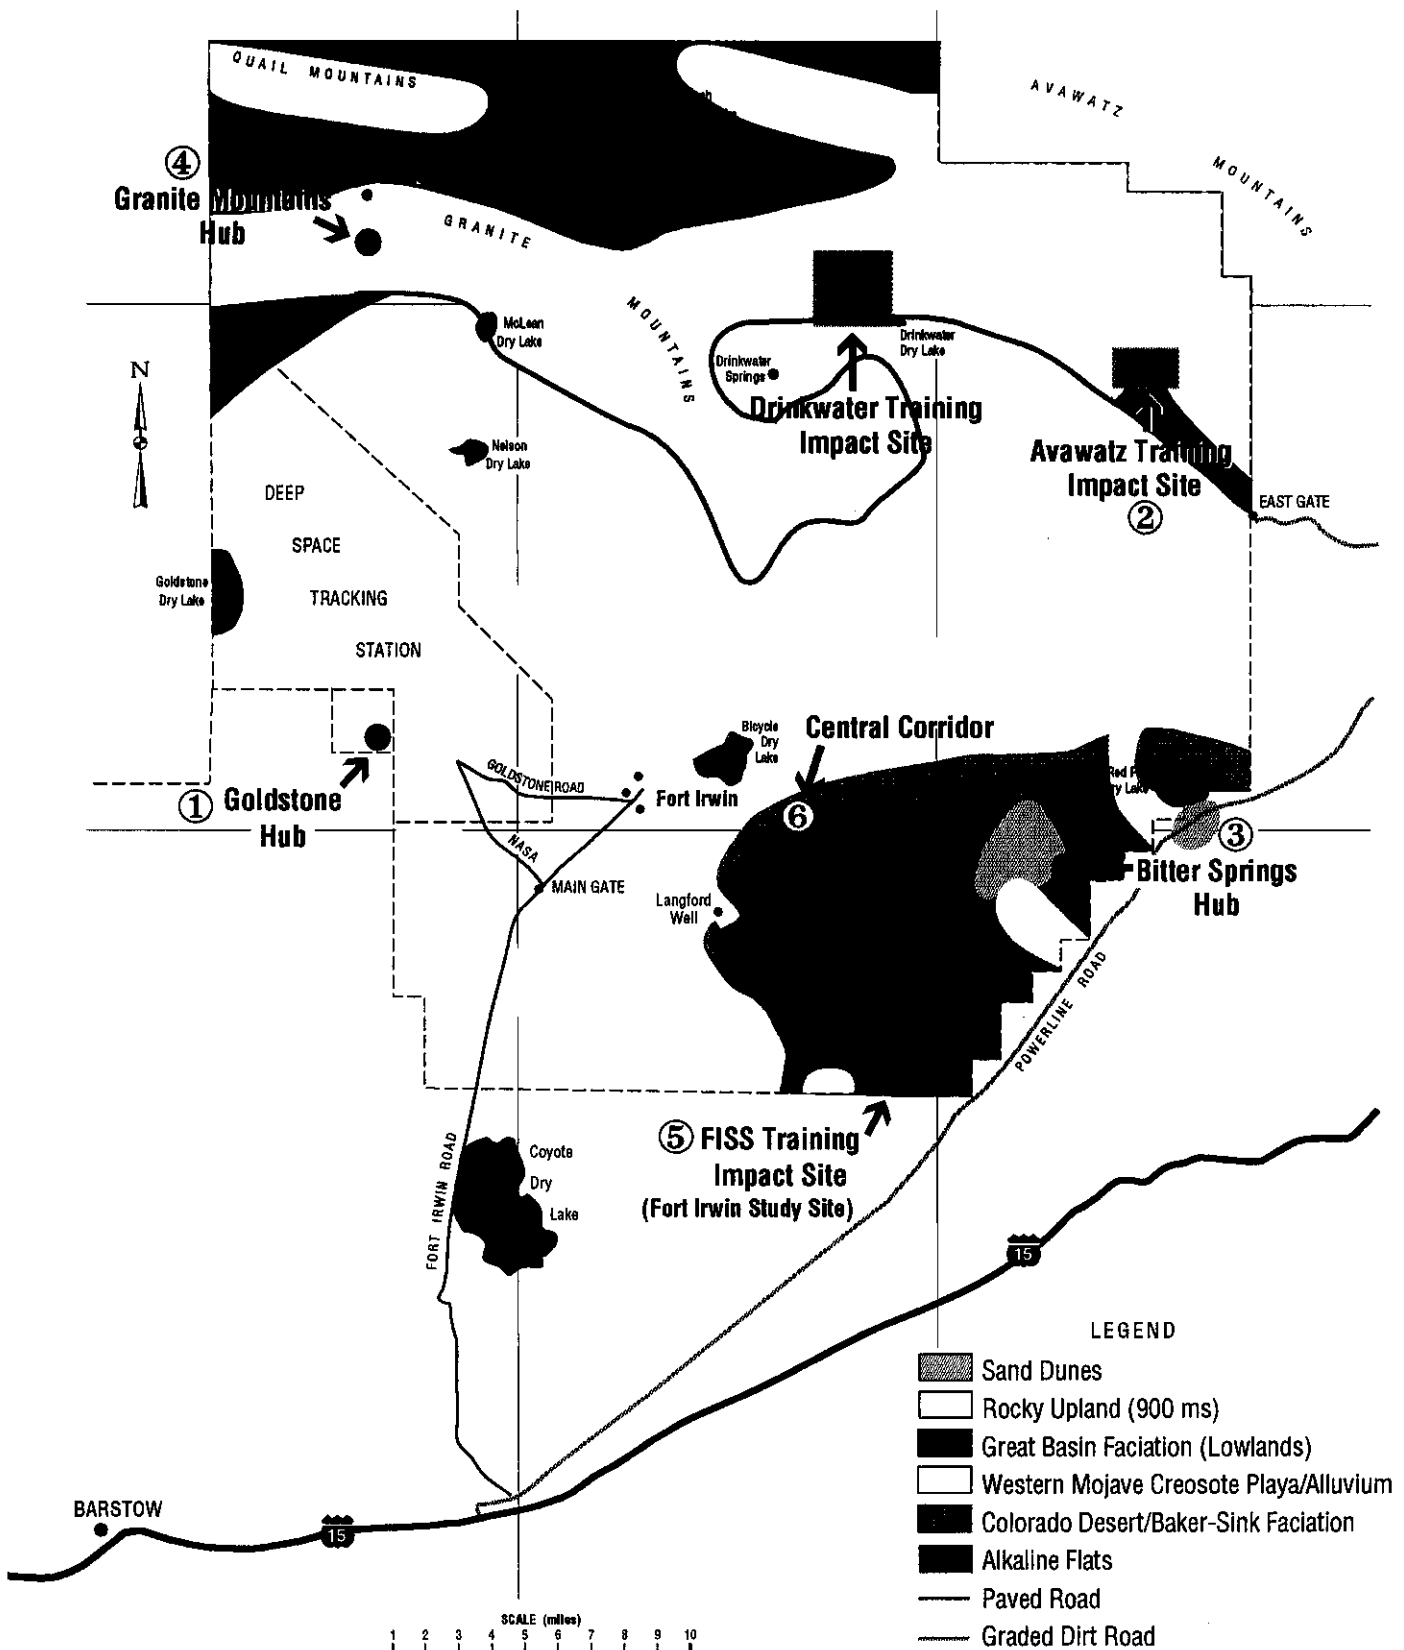 QUAIL MOUNTAINS
AVAWATZ
MOUNTAINS
④
Granite Mountains
Hub
GRANITE
MOUNTAINS
McLean
Dry Lake
Drinkwater
Dry Lake
Drinkwater
Springs
N
Drinkwater Training
Impact Site
Avawatz Training
Impact Site
②
EAST GATE
Nelson
Dry Lake
DEEP
SPACE
TRACKING
STATION
Goldstone
Dry Lake
Bicycle
Dry
Lake
Central Corridor
GOLDSTONE ROAD
Fort Irwin
① Goldstone
Hub
⑥
③
Bitter Springs
Hub
NASA
MAIN GATE
Langford
Well
POWERLINE ROAD
⑤ FISS Training
Impact Site
(Fort Irwin Study Site)
FORT IRWIN ROAD
Coyote
Dry
Lake
15
LEGEND
Sand Dunes
Rocky Upland (900 ms)
Great Basin Faciation (Lowlands)
Western Mojave Creosote Playa/Alluvium
Colorado Desert/Baker-Sink Faciation
Alkaline Flats
Paved Road
Graded Dirt Road
BARSTOW
15
SCALE (miles)
1 2 3 4 5 6 7 8 9 10